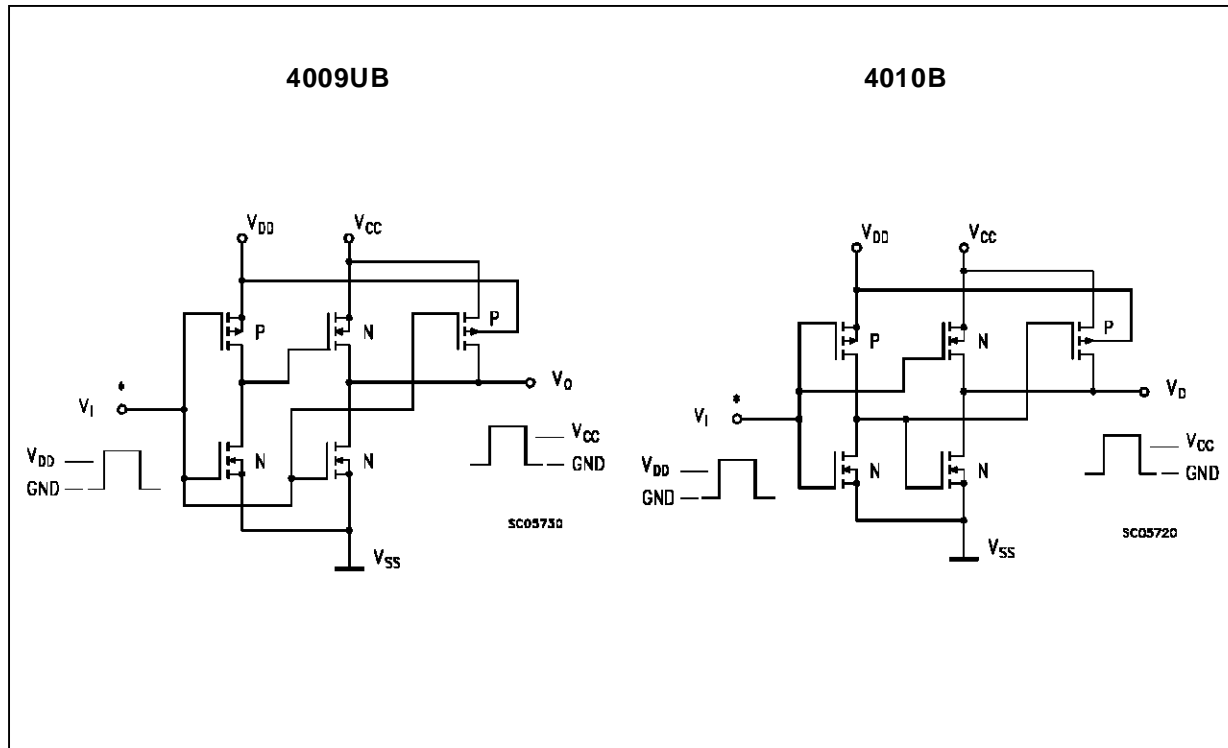 4009UB
VDD
VCC
P
N
P
VO
*
VI
N
N
VDD
GND
VCC
GND
SC05730
VSS
4010B
VDD
VCC
P
N
P
VO
*
VI
N
N
VDD
GND
VCC
GND
SC05720
VSS